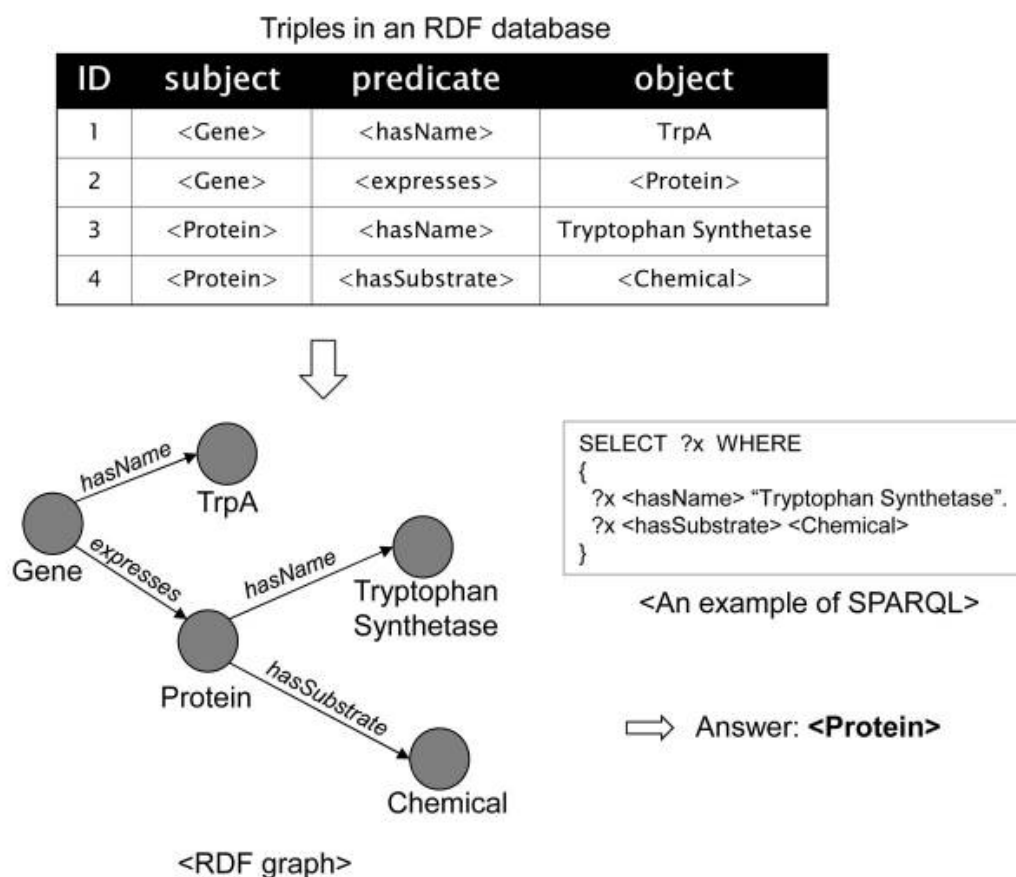 Triples in an RDF database
ID subject predicate object
1 <Gene> <hasName> TrpA
2 <Gene> <expresses> <Protein>
3 <Protein> <hasName> Tryptophan Synthetase
4 <Protein> <hasSubstrate> <Chemical>
hasName
TrpA
Gene
expresses
hasName
Tryptophan
Synthetase
Protein
hasSubstrate
Chemical
<RDF graph>
SELECT ?x WHERE
{
?x <hasName> “Tryptophan Synthetase”.
?x <hasSubstrate> <Chemical>
}
<An example of SPARQL>
Answer: <Protein>